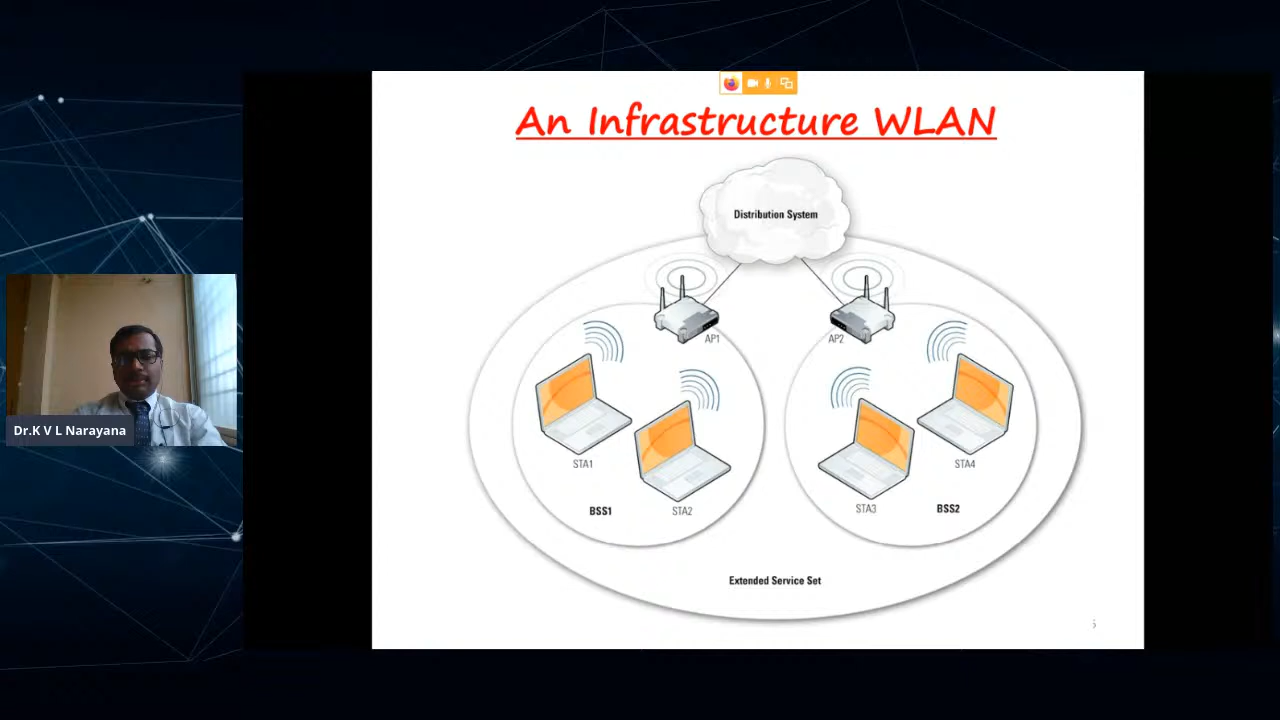 An Infrastructure WLAN
Distribution System
AP1
AP2
STA1
STA4
BSS1
STA2
STA3
BSS2
Extended Service Set
Dr.K V L Narayana